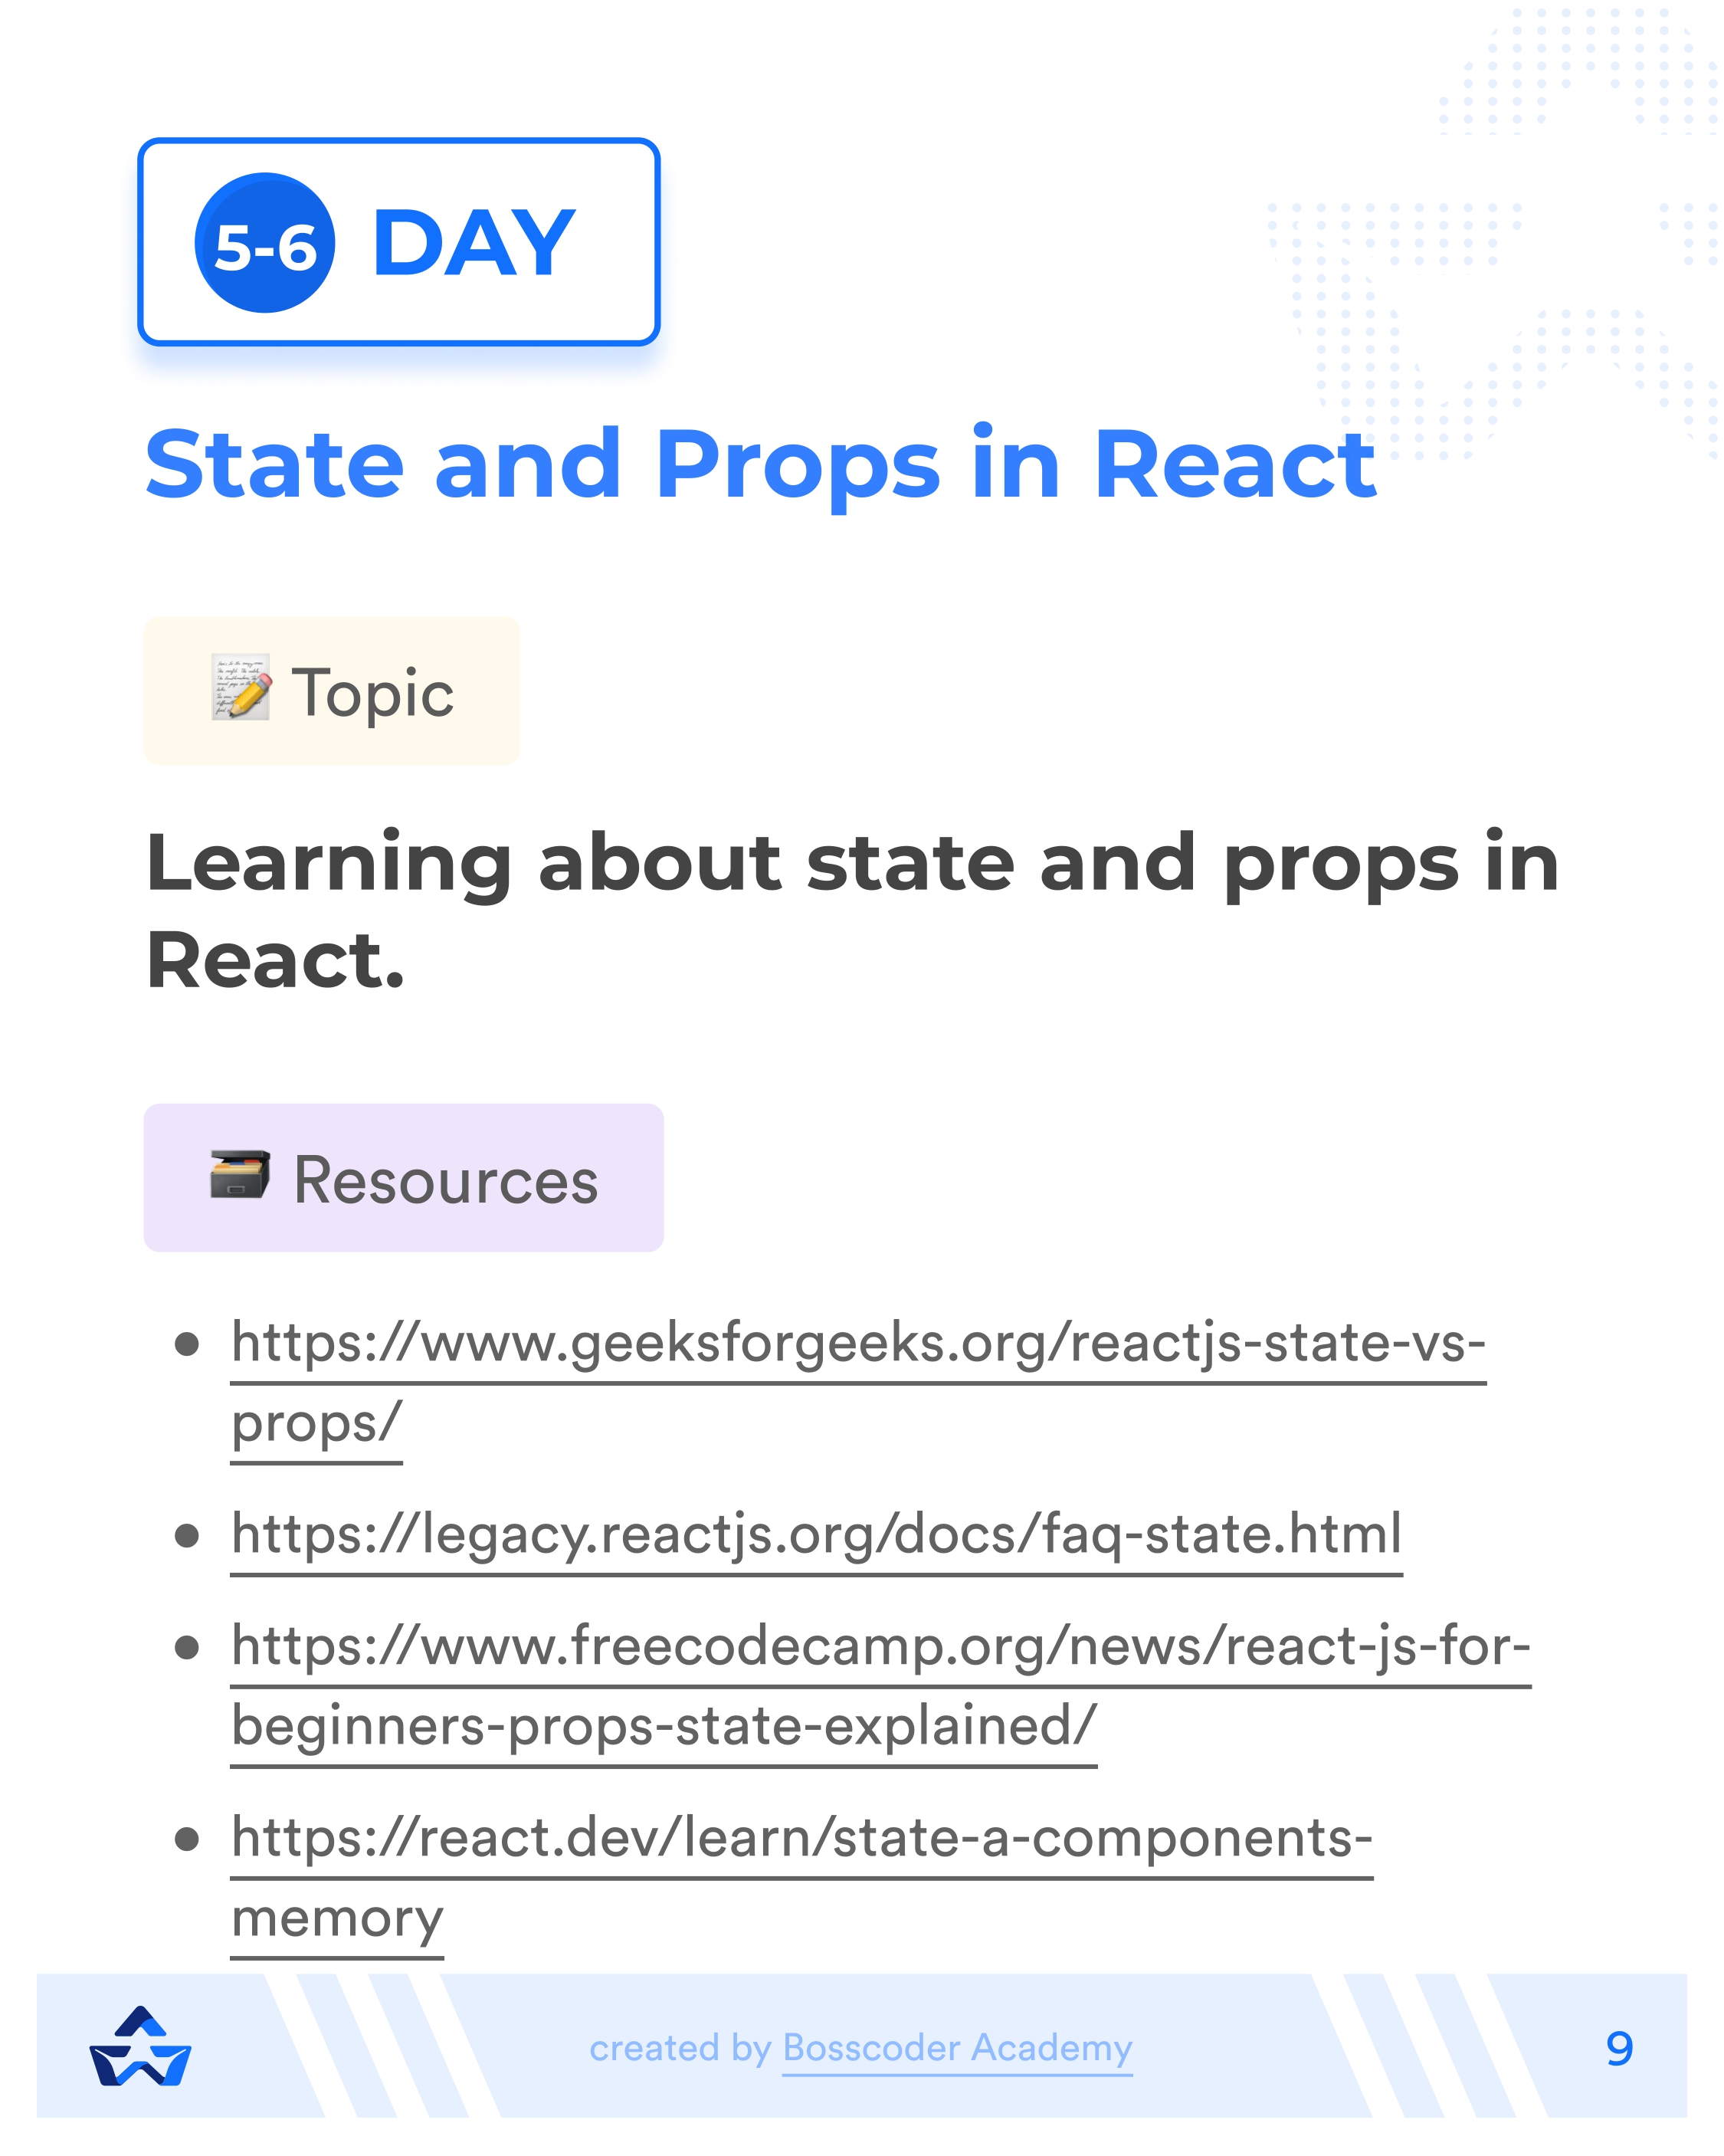 5-6 DAY
State and Props in React
Topic
Learning about state and props in
React.
Resources
https://www.geeksforgeeks.org/reactjs-state-vs-
props/
https://legacy.reactjs.org/docs/faq-state.html
https://www.freecodecamp.org/news/react-js-for-
beginners-props-state-explained/
https://react.dev/learn/state-a-components-
memory
created by Bosscoder Academy
9